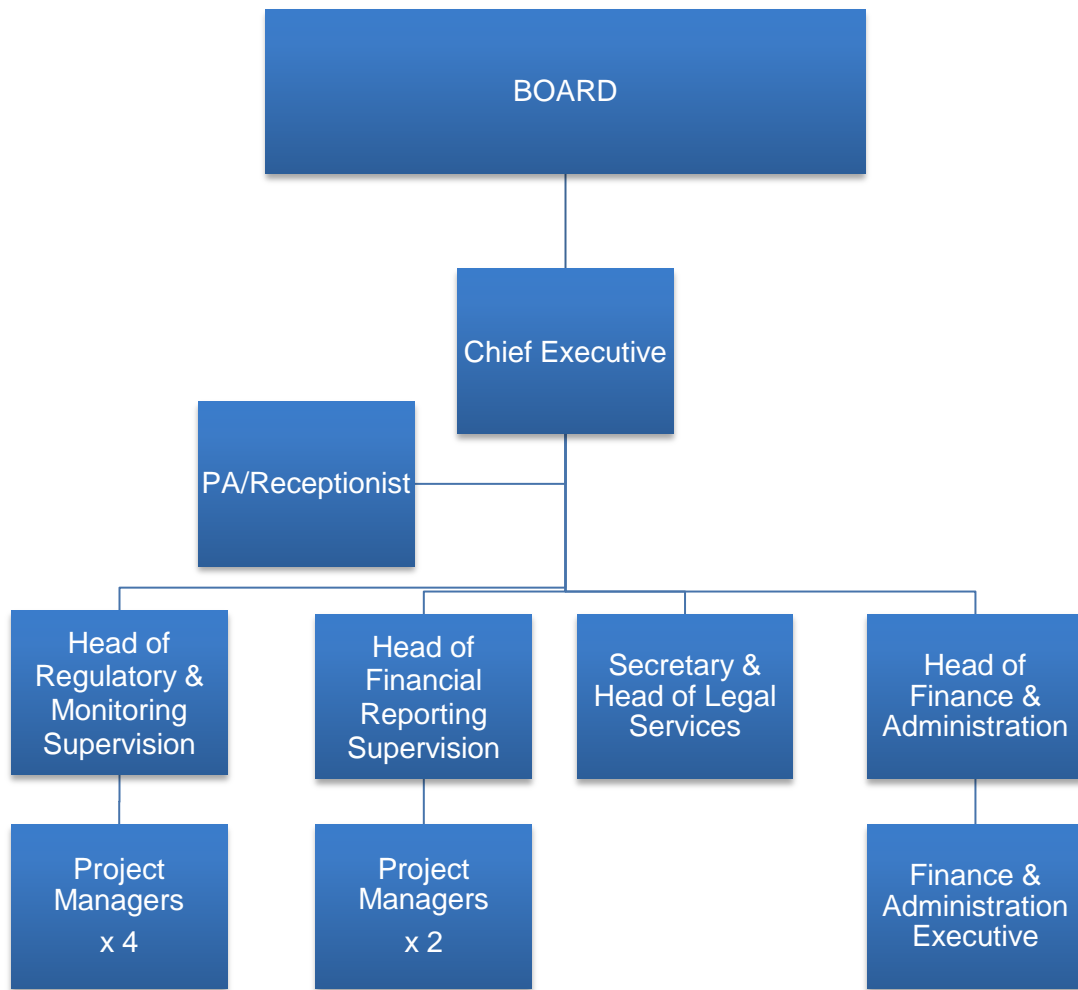 BOARD
Chief Executive
PA/Receptionist
Head of
Regulatory &
Monitoring
Supervision
Head of
Financial
Reporting
Supervision
Secretary &
Head of Legal
Services
Head of
Finance &
Administration
Project
Managers
x 4
Project
Managers
x 2
Finance &
Administration
Executive